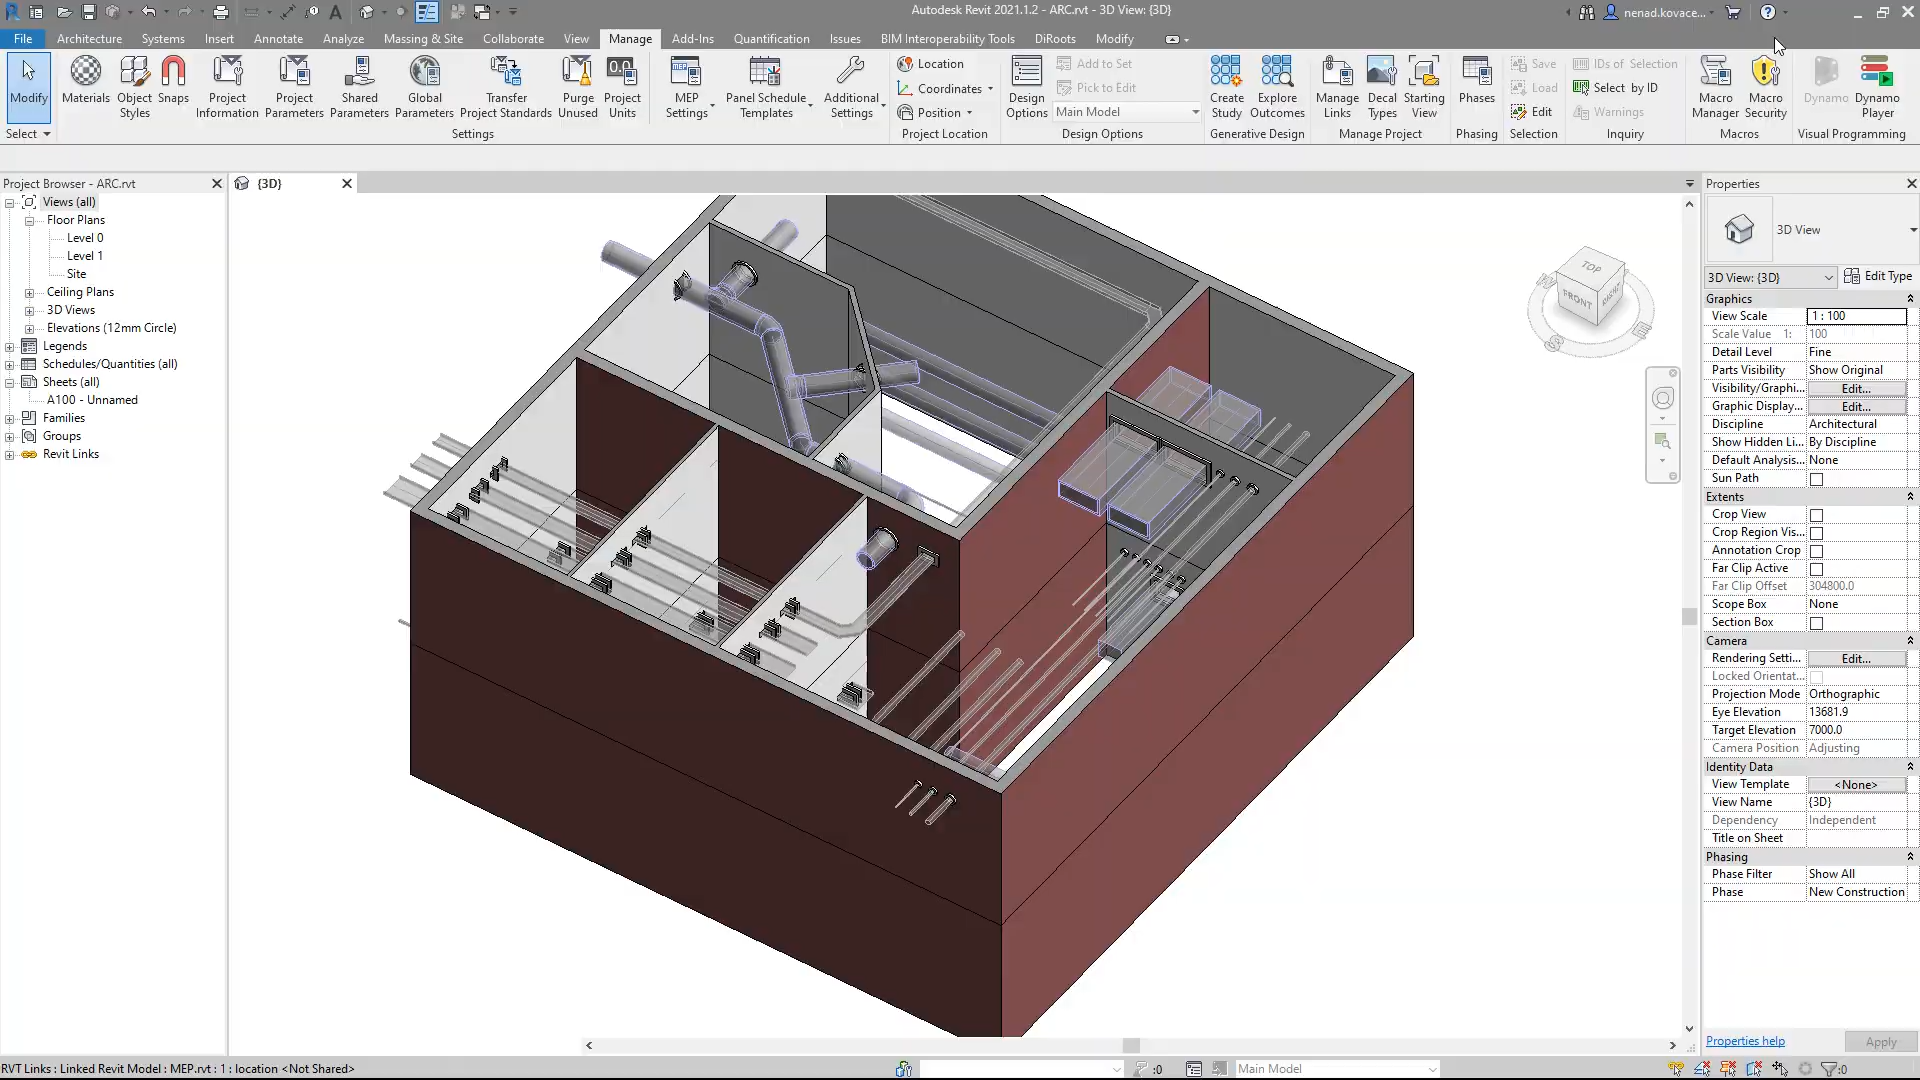 Autodesk Revit 2021.1.2 - ARC.rvt - 3D View: {3D}
nenad.kovace...
File Architecture Systems Insert Annotate Analyze Massing & Site Collaborate View Manage Add-Ins Quantification Issues BIM Interoperability Tools DiRoots Modify
Modify
Materials
Object Styles
Snaps
Project Information
Project Parameters
Shared Parameters
Global Parameters
Transfer Project Standards
Purge Unused
Project Units
MEP Settings
Panel Schedule Templates
Additional Settings
Location
Coordinates
Position
Design Options
Add to Set
Pick to Edit
Main Model
Create Study
Explore Outcomes
Manage Links
Decal Types
Starting View
Phases
Save
Load
Edit
IDs of Selection
Select by ID
Warnings
Macro Manager
Macro Security
Dynamo
Dynamo Player
Select
Settings
Project Location
Design Options
Generative Design
Manage Project
Phasing
Selection
Inquiry
Macros
Visual Programming
Project Browser - ARC.rvt
Views (all)
Floor Plans
Level 0
Level 1
Site
Ceiling Plans
3D Views
Elevations (12mm Circle)
Legends
Schedules/Quantities (all)
Sheets (all)
A100 - Unnamed
Families
Groups
Revit Links
{3D}
TOP
FRONT
RIGHT
W
S
E
Properties
3D View
3D View: {3D} Edit Type
Graphics
View Scale 1 : 100
Scale Value 1: 100
Detail Level Fine
Parts Visibility Show Original
Visibility/Graphi... Edit...
Graphic Display... Edit...
Discipline Architectural
Show Hidden Li... By Discipline
Default Analysis... None
Sun Path
Extents
Crop View
Crop Region Vis...
Annotation Crop
Far Clip Active
Far Clip Offset 304800.0
Scope Box None
Section Box
Camera
Rendering Setti... Edit...
Locked Orientat...
Projection Mode Orthographic
Eye Elevation 13681.9
Target Elevation 7000.0
Camera Position Adjusting
Identity Data
View Template <None>
View Name {3D}
Dependency Independent
Title on Sheet
Phasing
Phase Filter Show All
Phase New Construction
Properties help Apply
RVT Links : Linked Revit Model : MEP.rvt : 1 : location <Not Shared>
:0
Main Model
:0